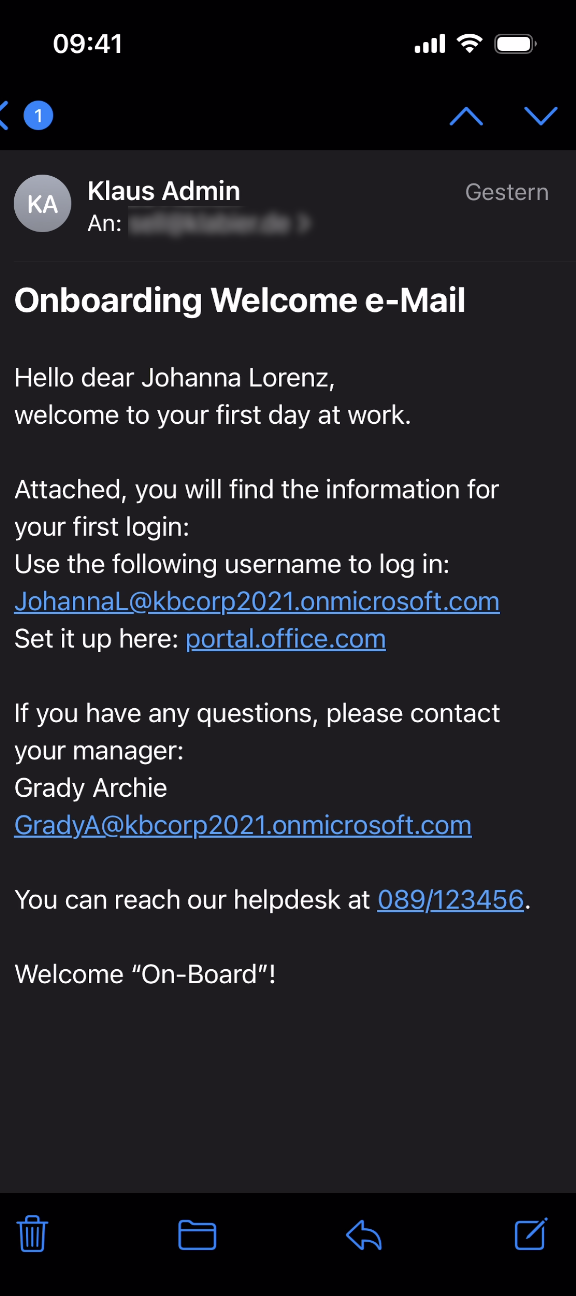 09:41
1
KA
Klaus Admin
Gestern
An:
Onboarding Welcome e-Mail
Hello dear Johanna Lorenz,
welcome to your first day at work.
Attached, you will find the information for
your first login:
Use the following username to log in:
JohannaL@kbcorp2021.onmicrosoft.com
Set it up here: portal.office.com
If you have any questions, please contact
your manager:
Grady Archie
GradyA@kbcorp2021.onmicrosoft.com
You can reach our helpdesk at 089/123456.
Welcome “On-Board”!